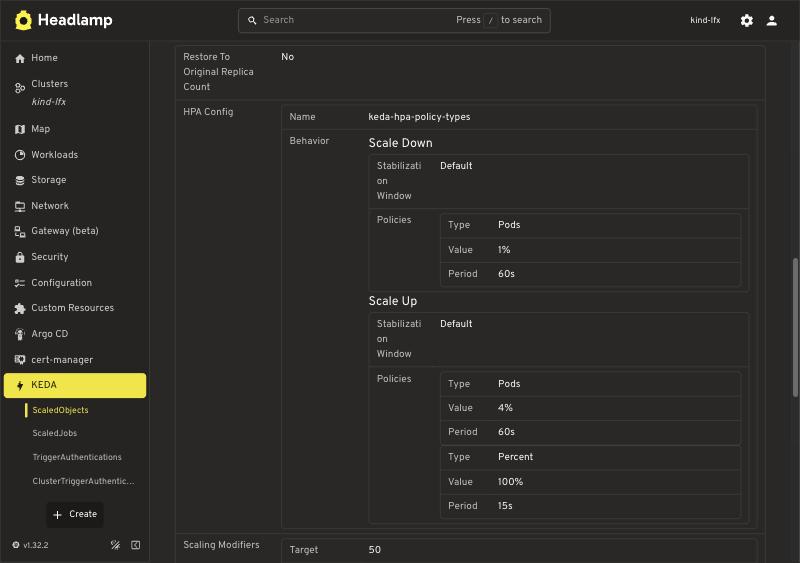 Headlamp
Search
Press / to search
kind-lfx
Home
Clusters
kind-lfx
Map
Workloads
Storage
Network
Gateway (beta)
Security
Configuration
Custom Resources
Argo CD
cert-manager
KEDA
ScaledObjects
ScaledJobs
TriggerAuthentications
ClusterTriggerAuthentic...
+ Create
v1.32.2
Restore To
Original Replica
Count
No
HPA Config
Name
keda-hpa-policy-types
Behavior
Scale Down
Stabilizati
on
Window
Default
Policies
Type
Pods
Value
1%
Period
60s
Scale Up
Stabilizati
on
Window
Default
Policies
Type
Pods
Value
4%
Period
60s
Type
Percent
Value
100%
Period
15s
Scaling Modifiers
Target
50